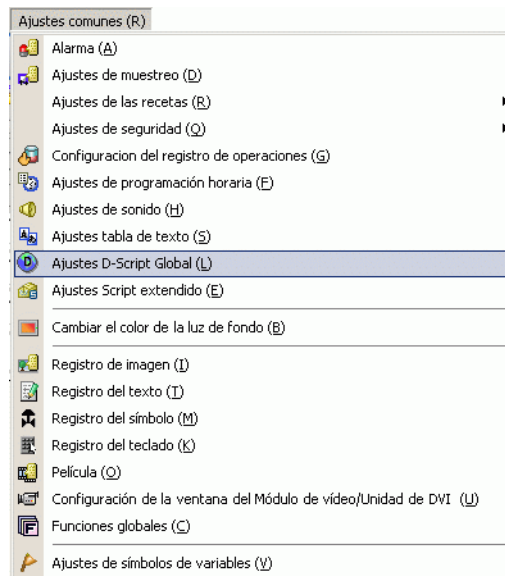 Ajustes comunes (R)
Alarma (A)
Ajustes de muestreo (D)
Ajustes de las recetas (R)
Ajustes de seguridad (Q)
Configuracion del registro de operaciones (G)
Ajustes de programación horaria (F)
Ajustes de sonido (H)
Ajustes tabla de texto (S)
Ajustes D-Script Global (L)
Ajustes Script extendido (E)
Cambiar el color de la luz de fondo (B)
Registro de imagen (I)
Registro del texto (T)
Registro del símbolo (M)
Registro del teclado (K)
Película (O)
Configuración de la ventana del Módulo de vídeo/Unidad de DVI (U)
Funciones globales (C)
Ajustes de símbolos de variables (V)